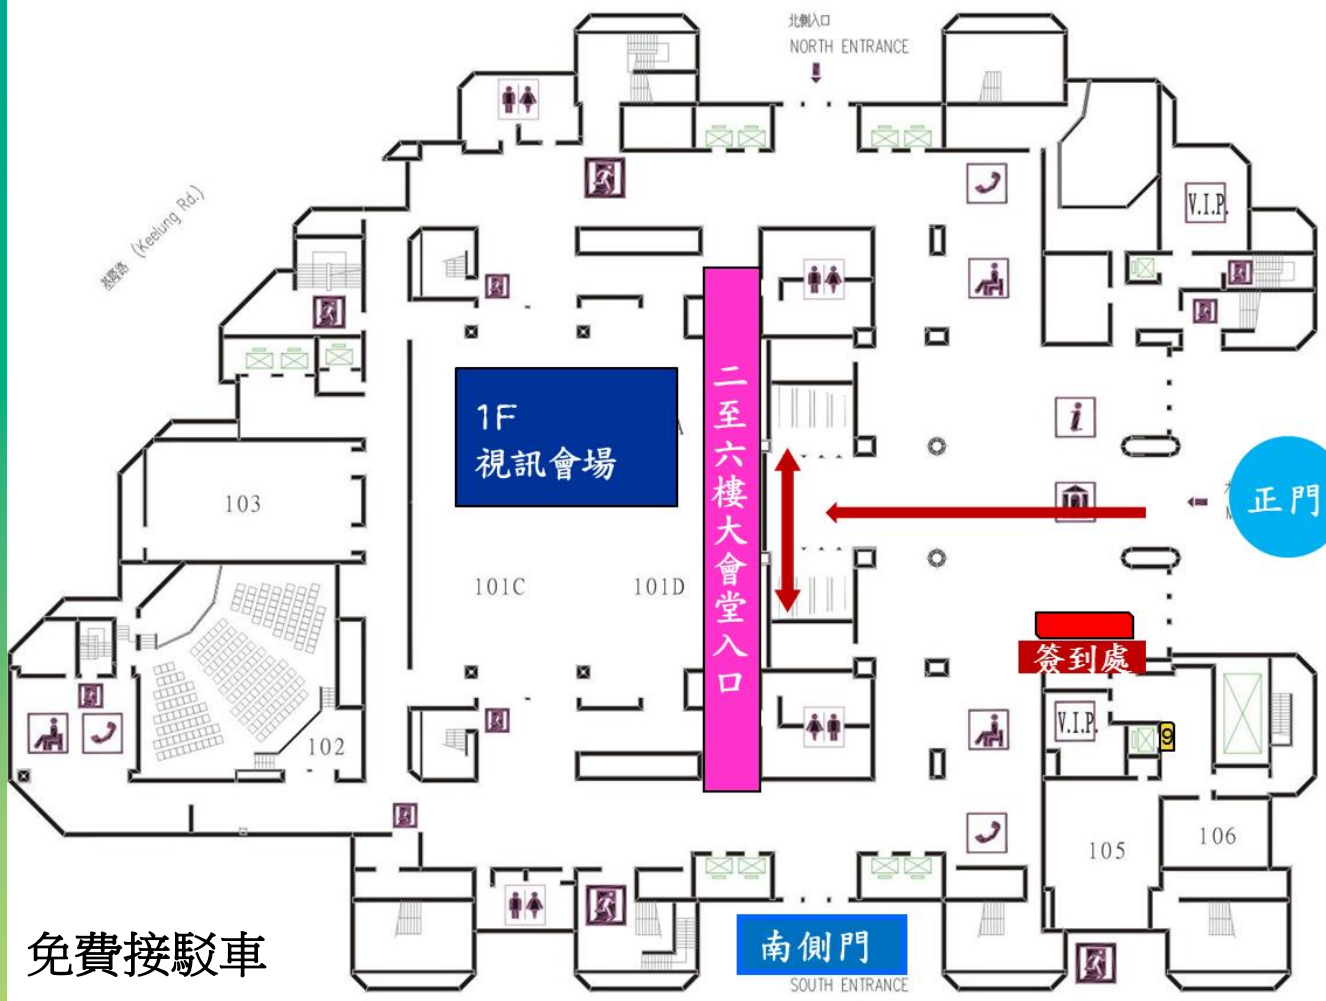 北側入口
NORTH ENTRANCE
基隆路 (Keelung Rd.)
V.I.P.
1F
視訊會場
二至六樓大會堂入口
103
正門
101C
101D
簽到處
102
V.I.P.
9
105
106
免費接駁車
南側門
SOUTH ENTRANCE